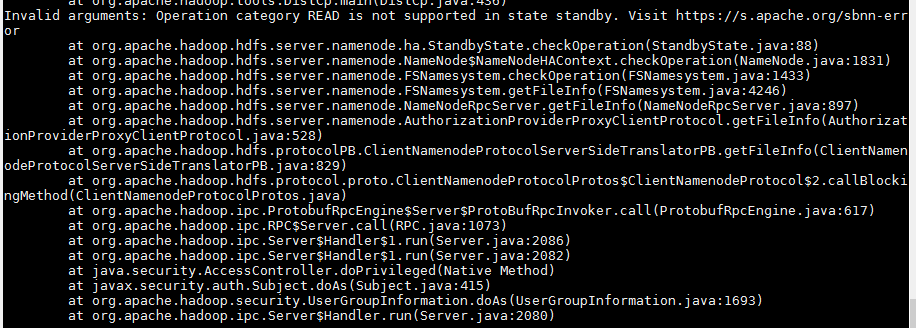 at org.apache.hadoop.tools.DistCp.main(DistCp.java:436)
Invalid arguments: Operation category READ is not supported in state standby. Visit https://s.apache.org/sbnn-err
or
at org.apache.hadoop.hdfs.server.namenode.ha.StandbyState.checkOperation(StandbyState.java:88)
at org.apache.hadoop.hdfs.server.namenode.NameNode$NameNodeHAContext.checkOperation(NameNode.java:1831)
at org.apache.hadoop.hdfs.server.namenode.FSNamesystem.checkOperation(FSNamesystem.java:1433)
at org.apache.hadoop.hdfs.server.namenode.FSNamesystem.getFileInfo(FSNamesystem.java:4246)
at org.apache.hadoop.hdfs.server.namenode.NameNodeRpcServer.getFileInfo(NameNodeRpcServer.java:897)
at org.apache.hadoop.hdfs.server.namenode.AuthorizationProviderProxyClientProtocol.getFileInfo(Authorizat
ionProviderProxyClientProtocol.java:528)
at org.apache.hadoop.hdfs.protocolPB.ClientNamenodeProtocolServerSideTranslatorPB.getFileInfo(ClientNamen
odeProtocolServerSideTranslatorPB.java:829)
at org.apache.hadoop.hdfs.protocol.proto.ClientNamenodeProtocolProtos$ClientNamenodeProtocol$2.callBlocki
ngMethod(ClientNamenodeProtocolProtos.java)
at org.apache.hadoop.ipc.ProtobufRpcEngine$Server$ProtoBufRpcInvoker.call(ProtobufRpcEngine.java:617)
at org.apache.hadoop.ipc.RPC$Server.call(RPC.java:1073)
at org.apache.hadoop.ipc.Server$Handler$1.run(Server.java:2086)
at org.apache.hadoop.ipc.Server$Handler$1.run(Server.java:2082)
at java.security.AccessController.doPrivileged(Native Method)
at javax.security.auth.Subject.doAs(Subject.java:415)
at org.apache.hadoop.security.UserGroupInformation.doAs(UserGroupInformation.java:1693)
at org.apache.hadoop.ipc.Server$Handler.run(Server.java:2080)